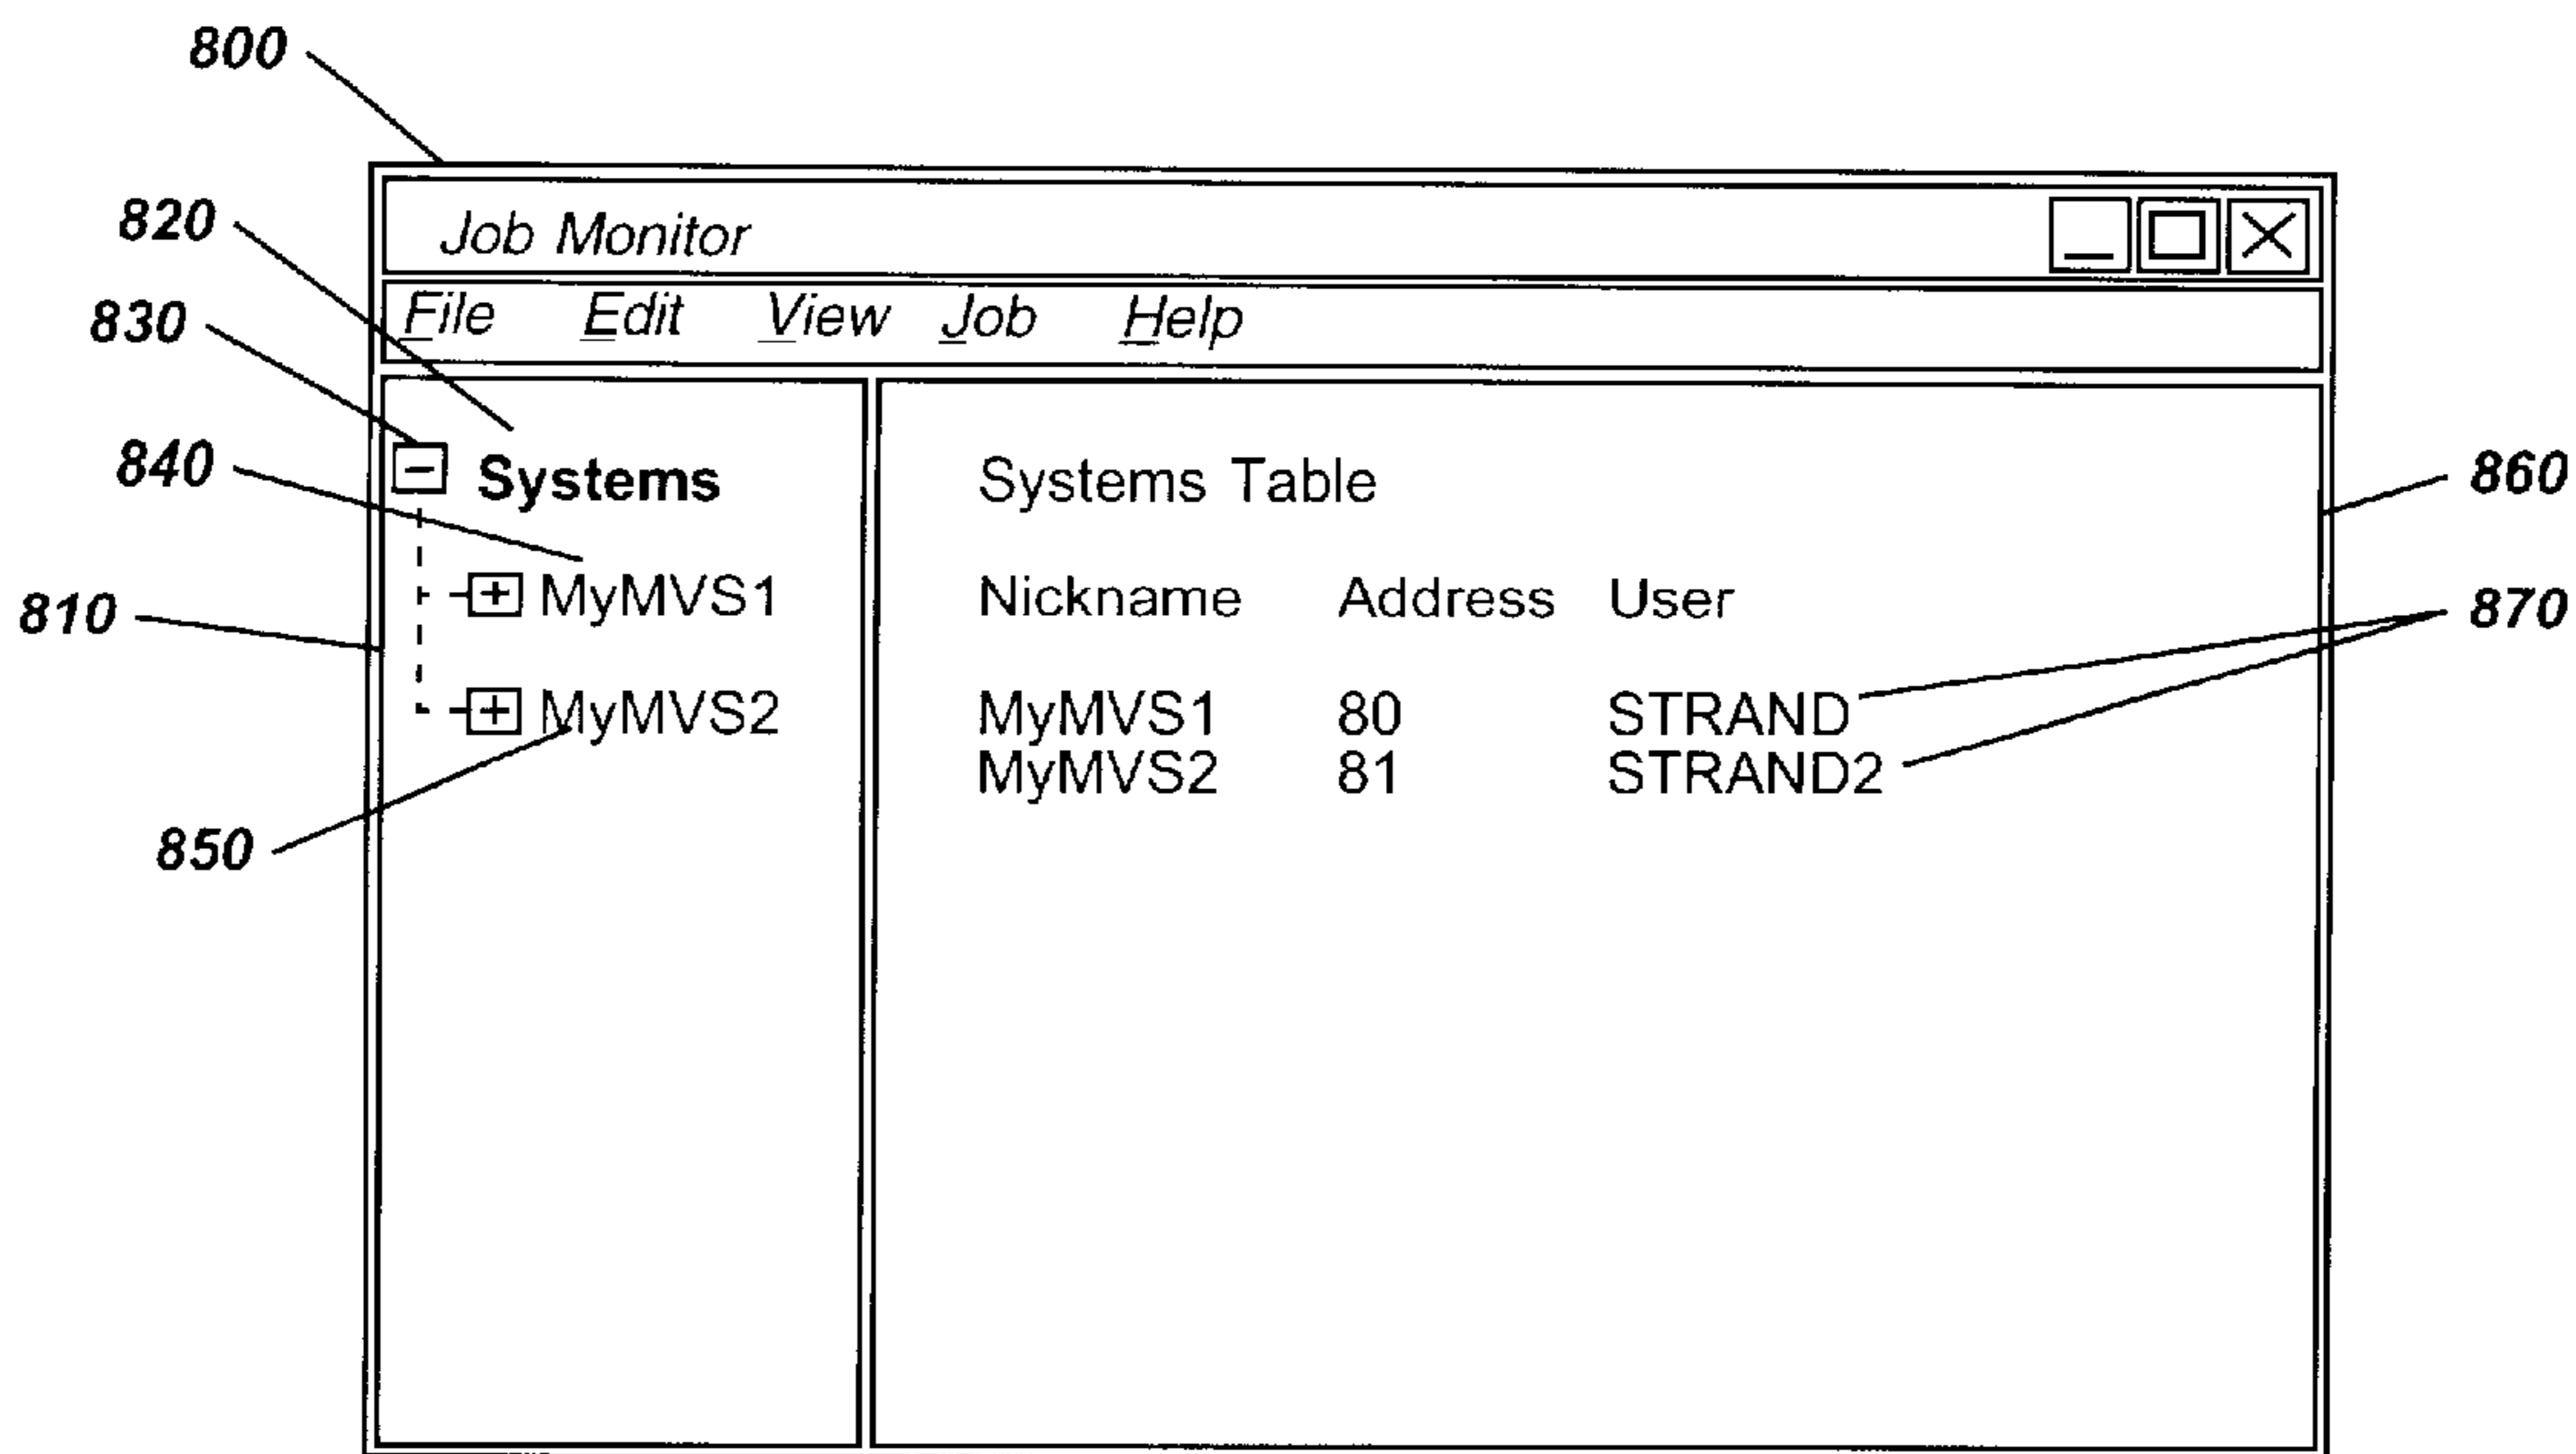 800
820
Job Monitor
830
File Edit View Job Help
840
Systems
Systems Table
860
810
MyMVS1
Nickname Address User
870
MyMVS2
MyMVS1 80 STRAND
MyMVS2 81 STRAND2
850